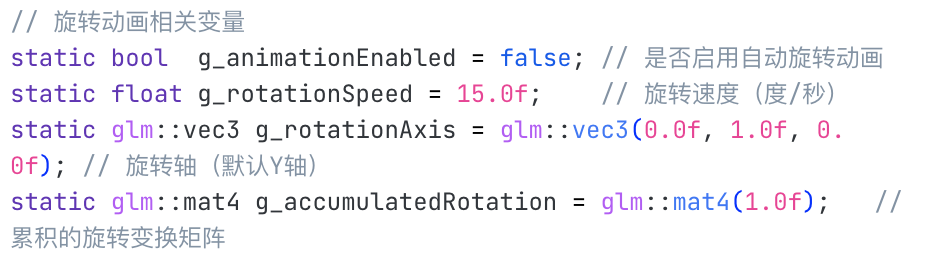 // 旋转动画相关变量
static bool  g_animationEnabled = false; // 是否启用自动旋转动画
static float g_rotationSpeed = 15.0f;    // 旋转速度（度/秒）
static glm::vec3 g_rotationAxis = glm::vec3(0.0f, 1.0f, 0.
0f); // 旋转轴（默认Y轴）
static glm::mat4 g_accumulatedRotation = glm::mat4(1.0f);   //
累积的旋转变换矩阵